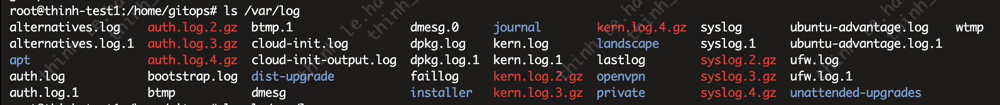 root@thinh-test1:/home/gitops# ls /var/log
alternatives.log auth.log.2.gz btmp.1 dmesg.0 journal kern.log.4.gz syslog ubuntu-advantage.log wtmp
alternatives.log.1 auth.log.3.gz cloud-init.log dpkg.log kern.log landscape syslog.1 ubuntu-advantage.log.1
apt auth.log.4.gz cloud-init-output.log dpkg.log.1 kern.log.1 lastlog syslog.2.gz ufw.log
auth.log bootstrap.log dist-upgrade faillog kern.log.2.gz openvpn syslog.3.gz ufw.log.1
auth.log.1 btmp dmesg installer kern.log.3.gz private syslog.4.gz unattended-upgrades